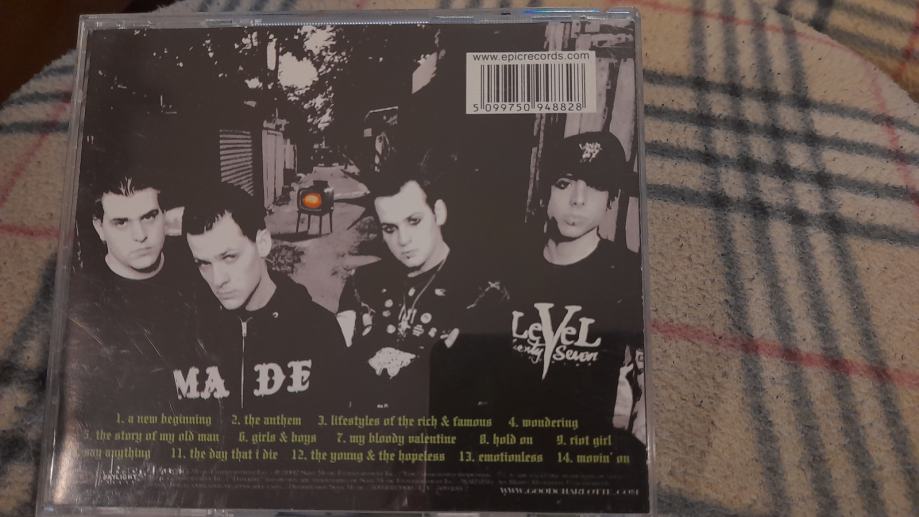 www.epicrecords.com
5 099750 948828
LeVeL
Seven
MADE
1. a new beginning 2. the anthem 3. lifestyles of the rich & famous 4. wondering
5. the story of my old man 6. girls & boys 7. my bloody valentine 8. hold on 9. riot girl
say anything 11. the day that i die 12. the young & the hopeless 13. emotionless 14. movin' on
DAYLIGHT
WWW.GOODCHARLOTTE.COM